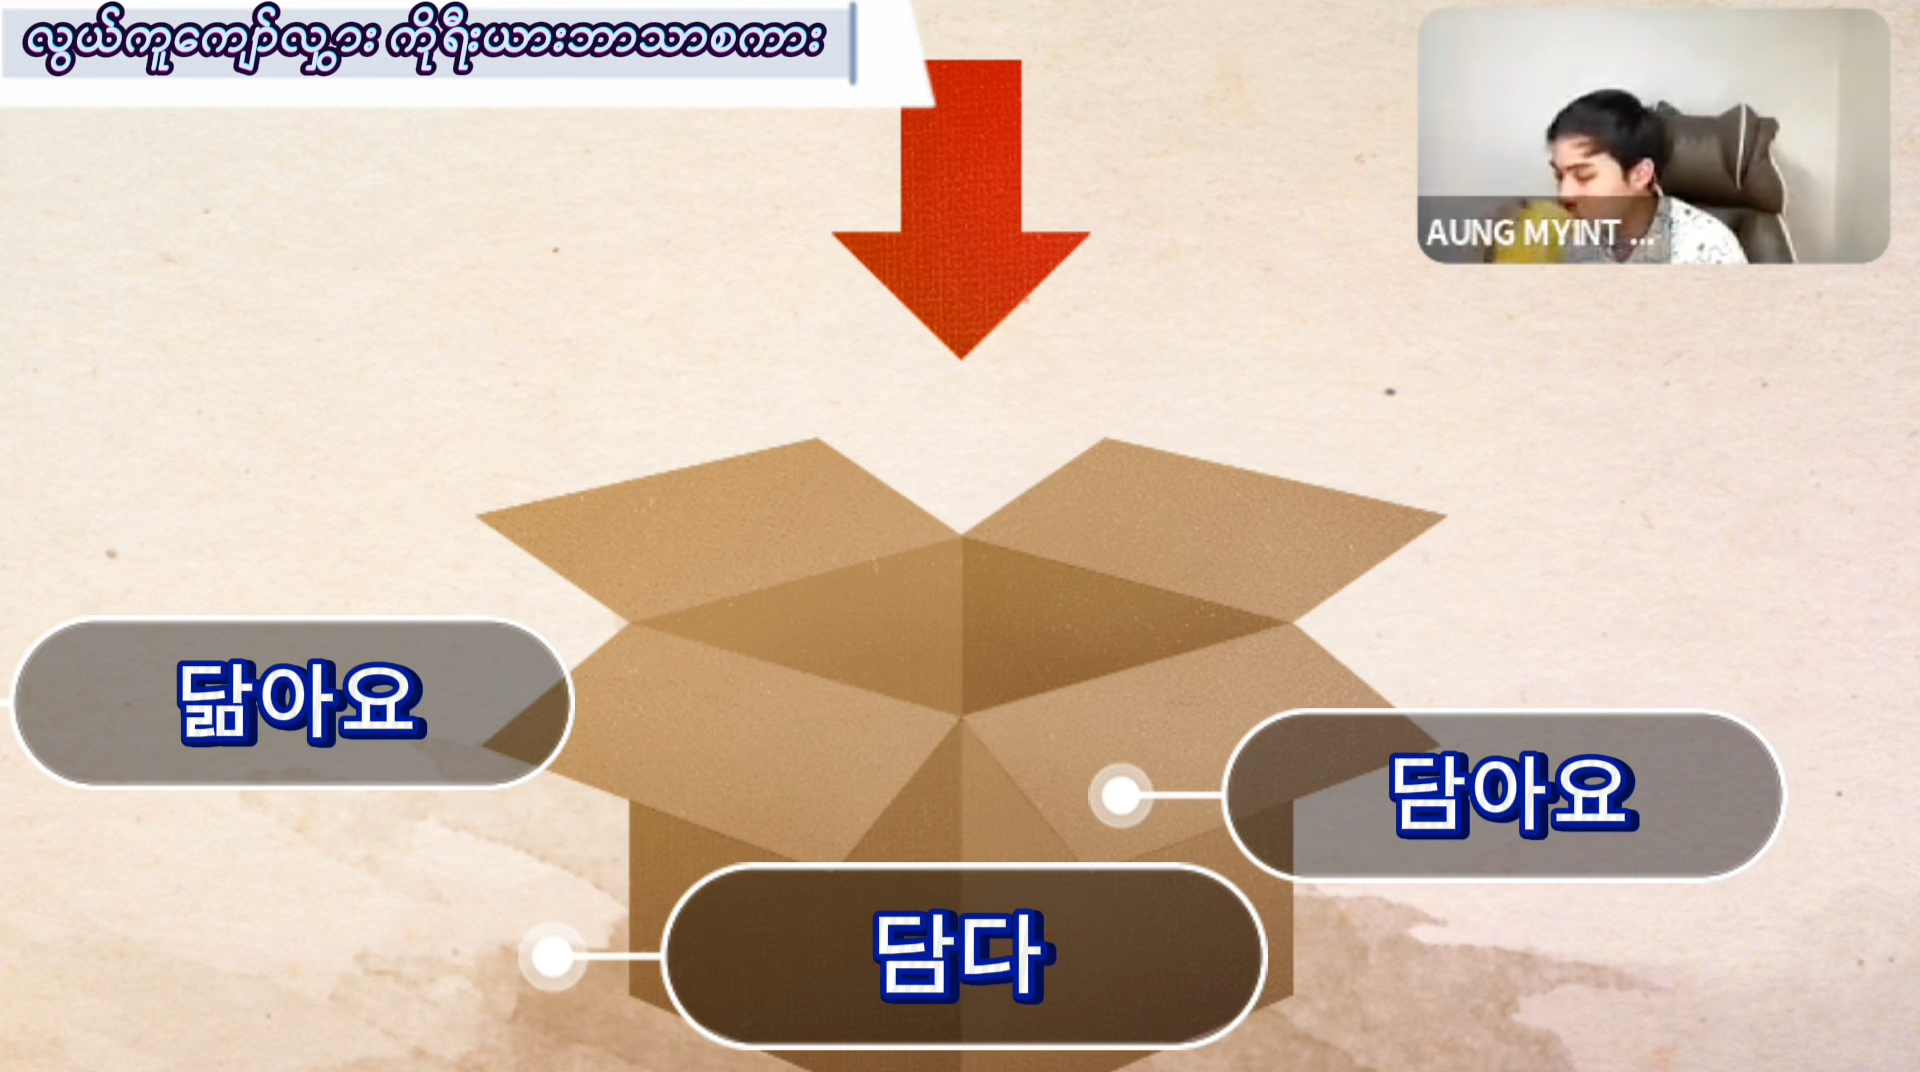 လွယ်ကူကျော်လွှား ကိုရီးယားဘာသာစကား
AUNG MYINT ...
닮아요
담아요
담다